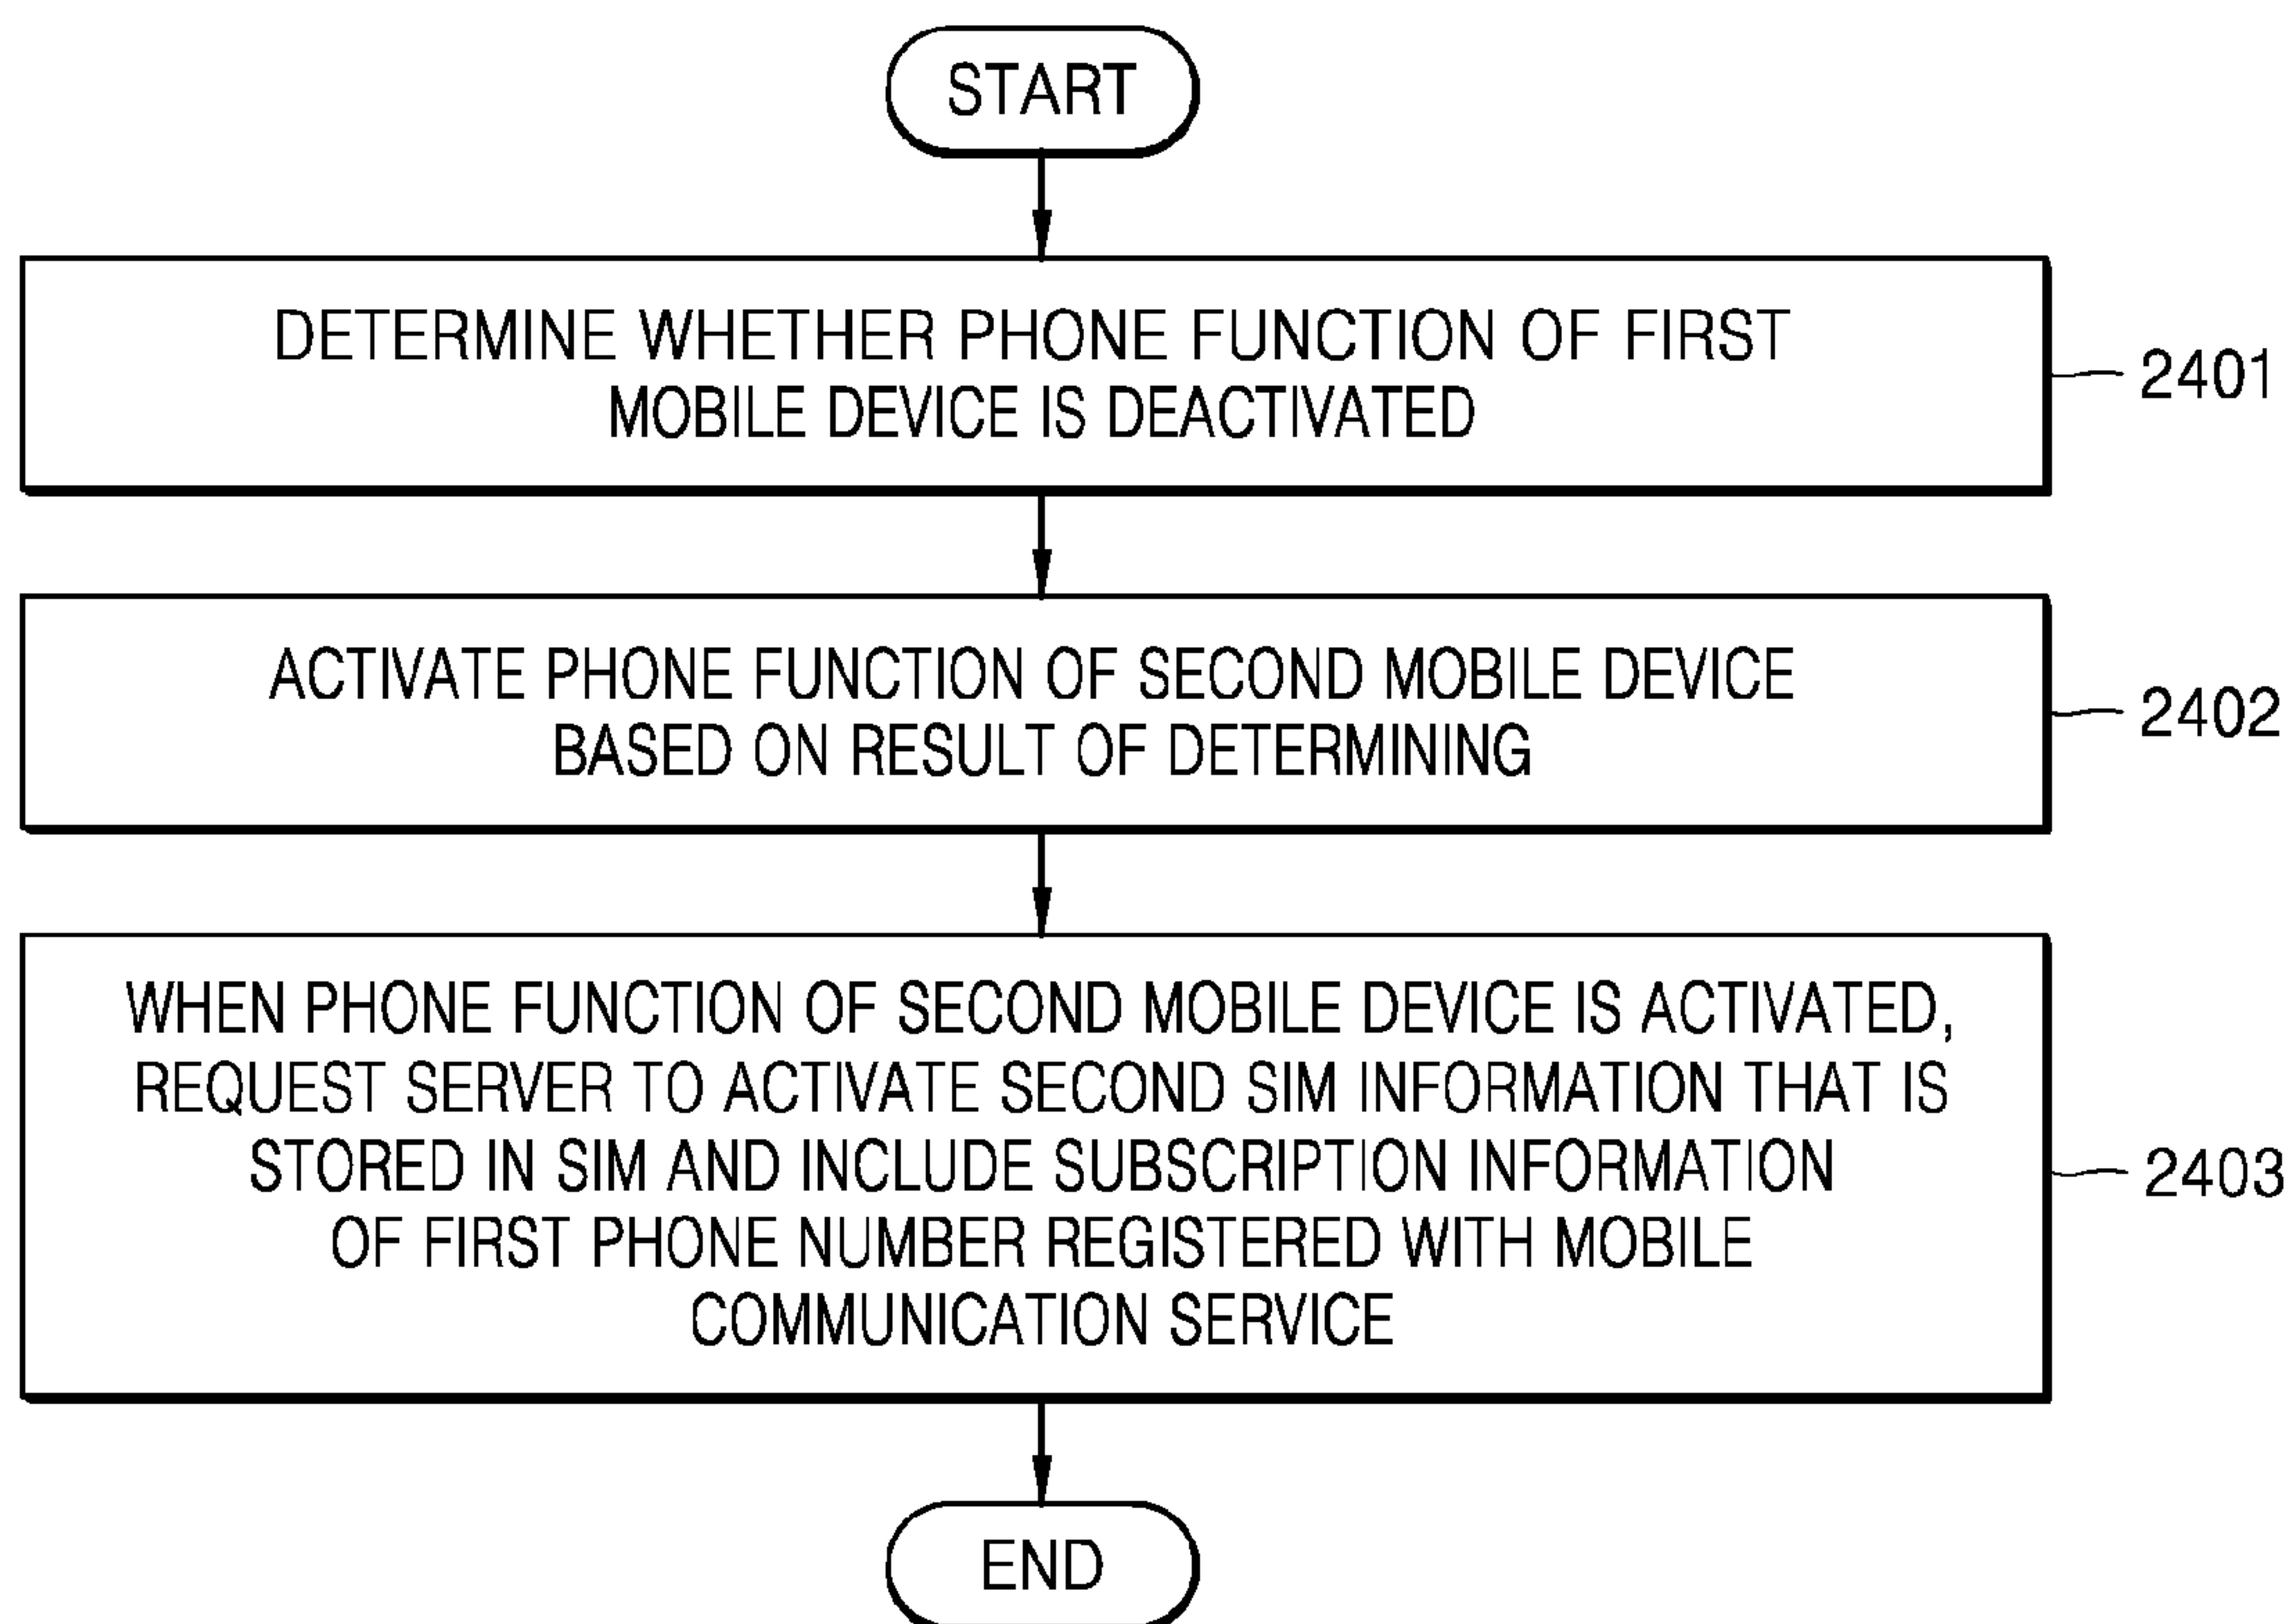 START
DETERMINE WHETHER PHONE FUNCTION OF FIRST
MOBILE DEVICE IS DEACTIVATED
2401
ACTIVATE PHONE FUNCTION OF SECOND MOBILE DEVICE
BASED ON RESULT OF DETERMINING
2402
WHEN PHONE FUNCTION OF SECOND MOBILE DEVICE IS ACTIVATED,
REQUEST SERVER TO ACTIVATE SECOND SIM INFORMATION THAT IS
STORED IN SIM AND INCLUDE SUBSCRIPTION INFORMATION
OF FIRST PHONE NUMBER REGISTERED WITH MOBILE
COMMUNICATION SERVICE
2403
END